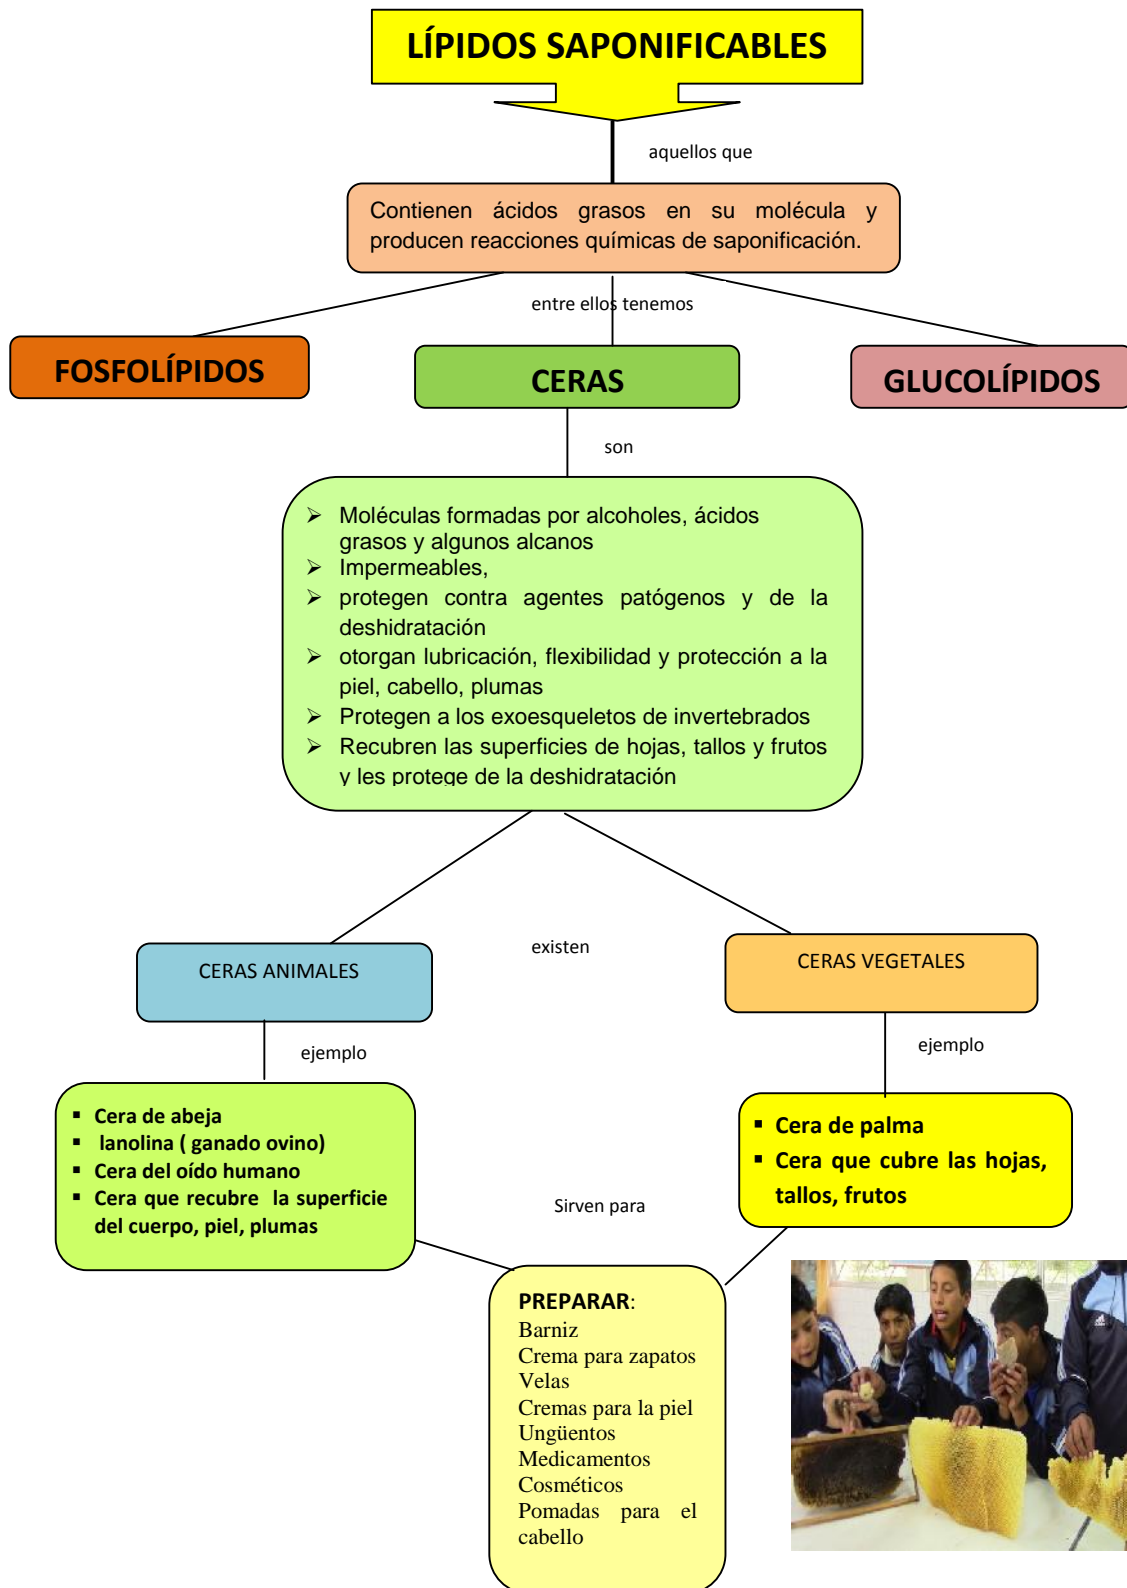 LÍPIDOS SAPONIFICABLES
aquellos que
Contienen ácidos grasos en su molécula y
producen reacciones químicas de saponificación.
entre ellos tenemos
FOSFOLÍPIDOS
CERAS
GLUCOLÍPIDOS
son
➢ Moléculas formadas por alcoholes, ácidos
grasos y algunos alcanos
➢ Impermeables,
➢ protegen contra agentes patógenos y de la
deshidratación
➢ otorgan lubricación, flexibilidad y protección a la
piel, cabello, plumas
➢ Protegen a los exoesqueletos de invertebrados
➢ Recubren las superficies de hojas, tallos y frutos
y les protege de la deshidratación
existen
CERAS ANIMALES
CERAS VEGETALES
ejemplo
ejemplo
▪ Cera de abeja
▪ lanolina ( ganado ovino)
▪ Cera del oído humano
▪ Cera que recubre la superficie
del cuerpo, piel, plumas
▪ Cera de palma
▪ Cera que cubre las hojas,
tallos, frutos
Sirven para
PREPARAR:
Barniz
Crema para zapatos
Velas
Cremas para la piel
Ungüentos
Medicamentos
Cosméticos
Pomadas para el
cabello